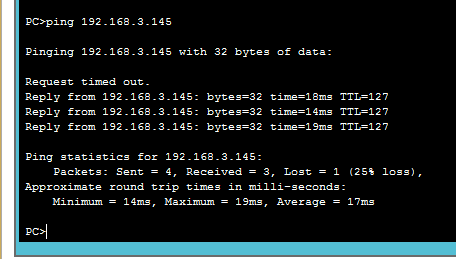 PC>ping 192.168.3.145
Pinging 192.168.3.145 with 32 bytes of data:
Request timed out.
Reply from 192.168.3.145: bytes=32 time=18ms TTL=127
Reply from 192.168.3.145: bytes=32 time=14ms TTL=127
Reply from 192.168.3.145: bytes=32 time=19ms TTL=127
Ping statistics for 192.168.3.145:
Packets: Sent = 4, Received = 3, Lost = 1 (25% loss),
Approximate round trip times in milli-seconds:
Minimum = 14ms, Maximum = 19ms, Average = 17ms
PC>